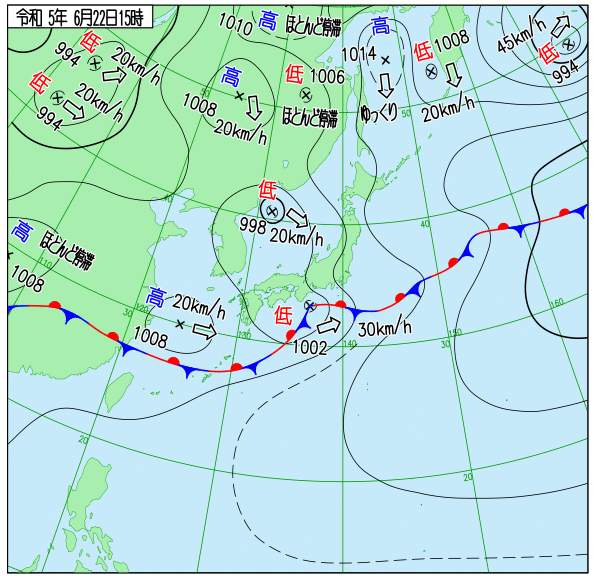 令和 5年 6月22日15時
1010
高
ほとんど停滞
高
1014
ゆっくり
低
1008
20km/h
45km/h
低
994
低
994
20km/h
低
994
20km/h
高
1008
20km/h
低
1006
ほとんど停滞
50
50
低
998
20km/h
40
40
高
ほとんど停滞
1008
110
高
20km/h
1008
30
120
130
低
1002
30km/h
140
30
150
160
20
20